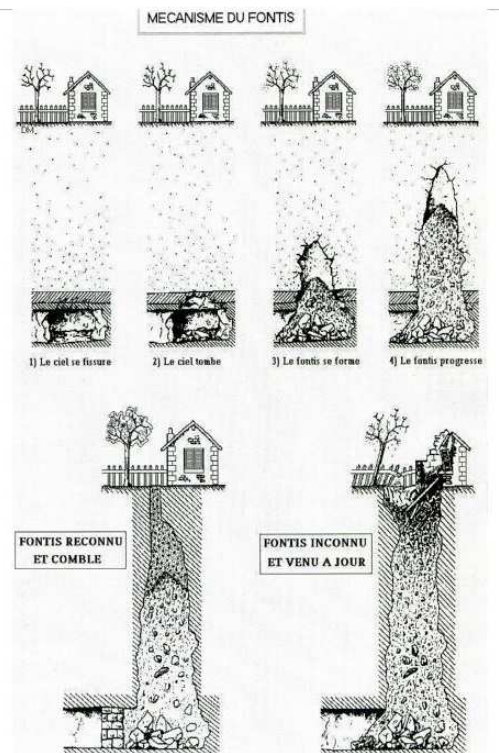 MECANISME DU FONTIS
DML
1) Le ciel se fissure
2) Le ciel tombe
3) Le fontis se forme
4) Le fontis progresse
FONTIS RECONNU
ET COMBLE
FONTIS INCONNU
ET VENU A JOUR